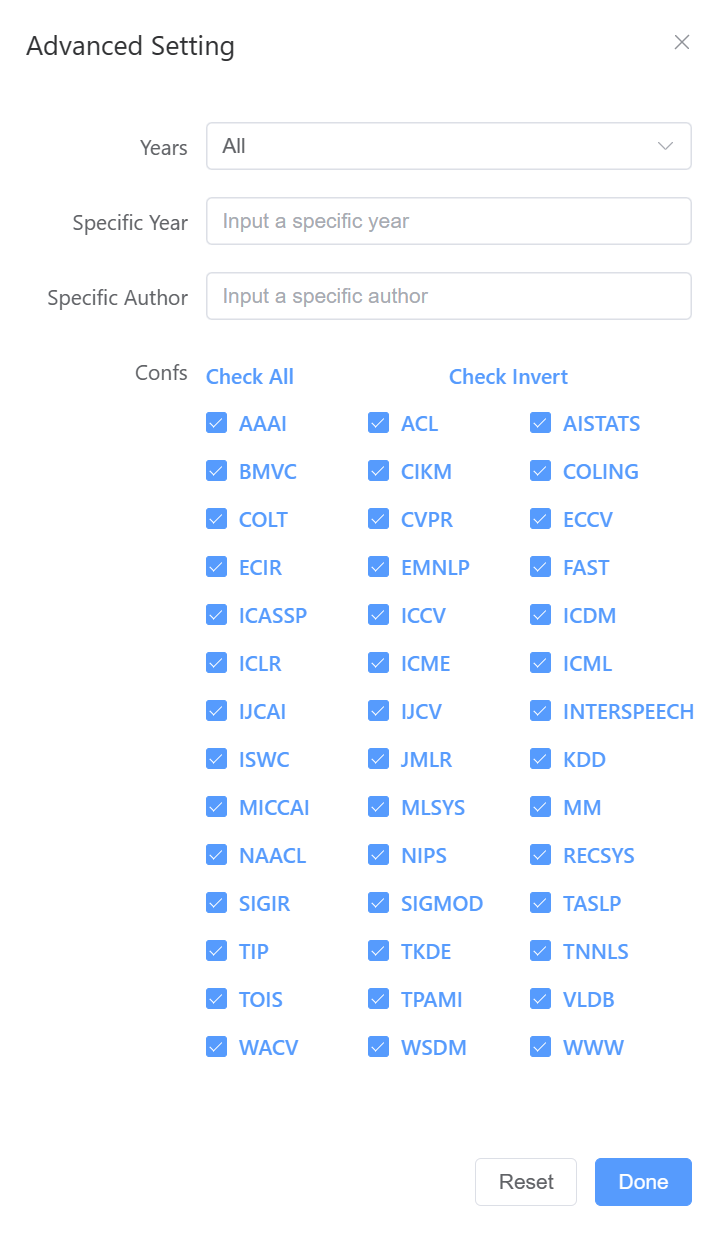 Advanced Setting
Years All
Specific Year Input a specific year
Specific Author Input a specific author
Confs Check All Check Invert
AAAI ACL AISTATS
BMVC CIKM COLING
COLT CVPR ECCV
ECIR EMNLP FAST
ICASSP ICCV ICDM
ICLR ICME ICML
IJCAI IJCV INTERSPEECH
ISWC JMLR KDD
MICCAI MLSYS MM
NAACL NIPS RECSYS
SIGIR SIGMOD TASLP
TIP TKDE TNNLS
TOIS TPAMI VLDB
WACV WSDM WWW
Reset Done